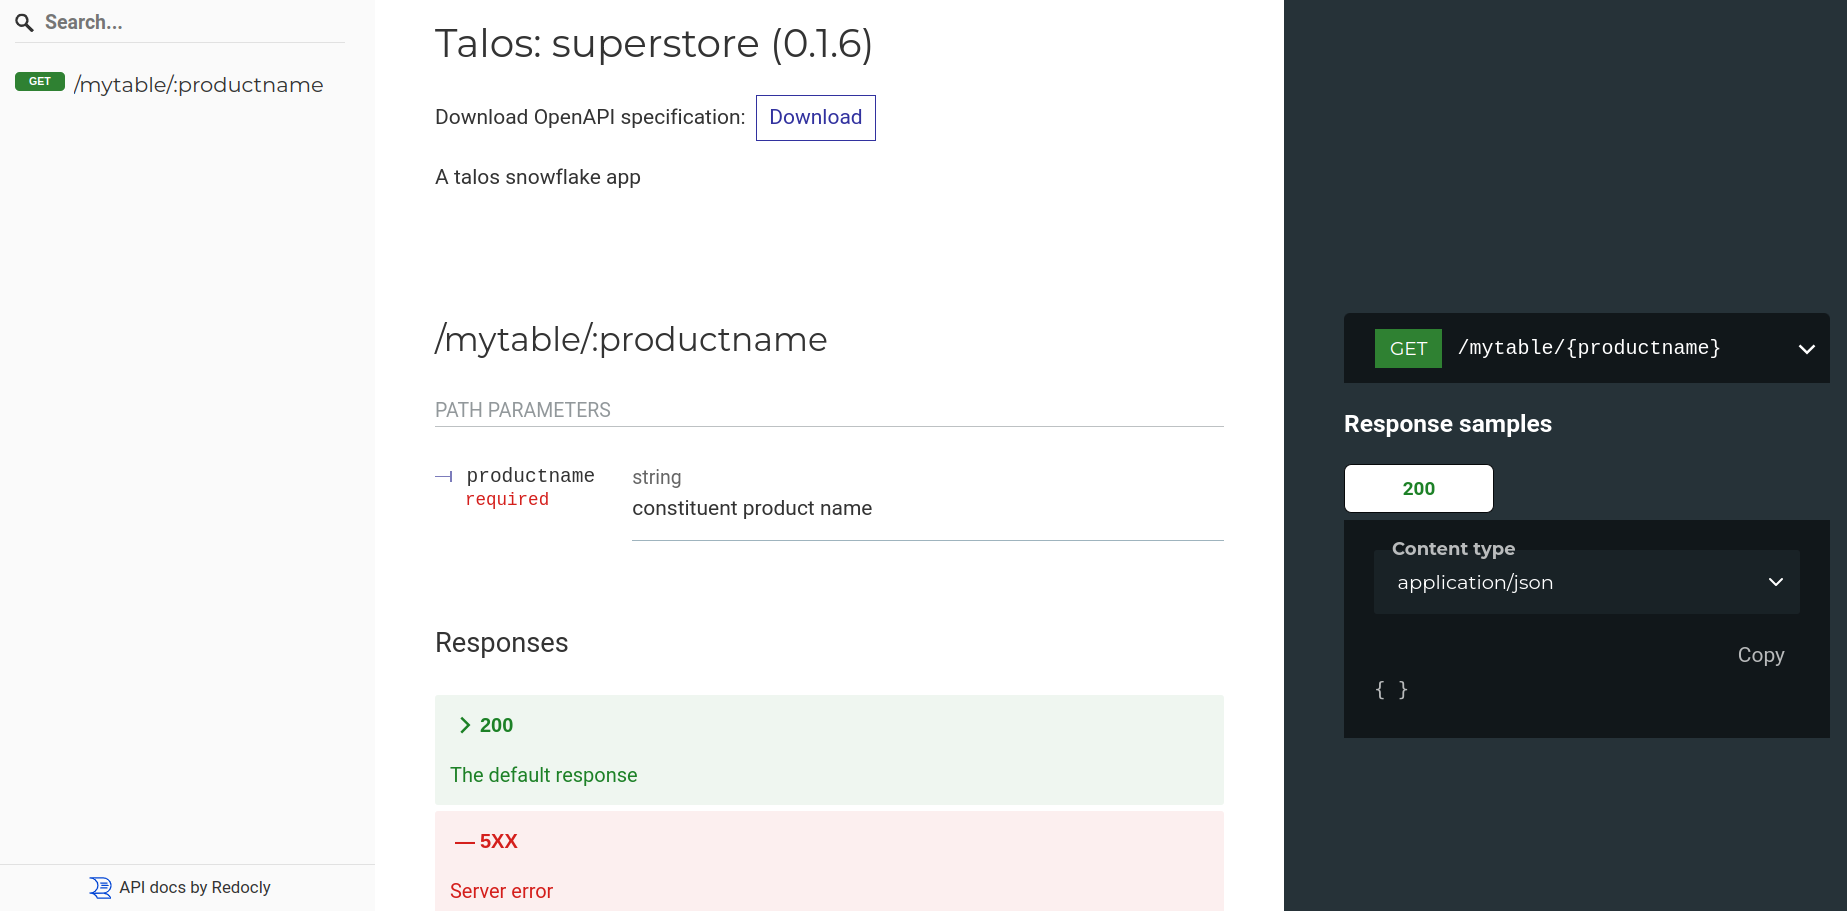 Search...
GET /mytable/:productname
API docs by Redocly
Talos: superstore (0.1.6)
Download OpenAPI specification: Download
A talos snowflake app
/mytable/:productname
PATH PARAMETERS
productname string
required
constituent product name
Responses
200
The default response
5XX
Server error
GET /mytable/{productname}
Response samples
200
Content type
application/json
Copy
{ }